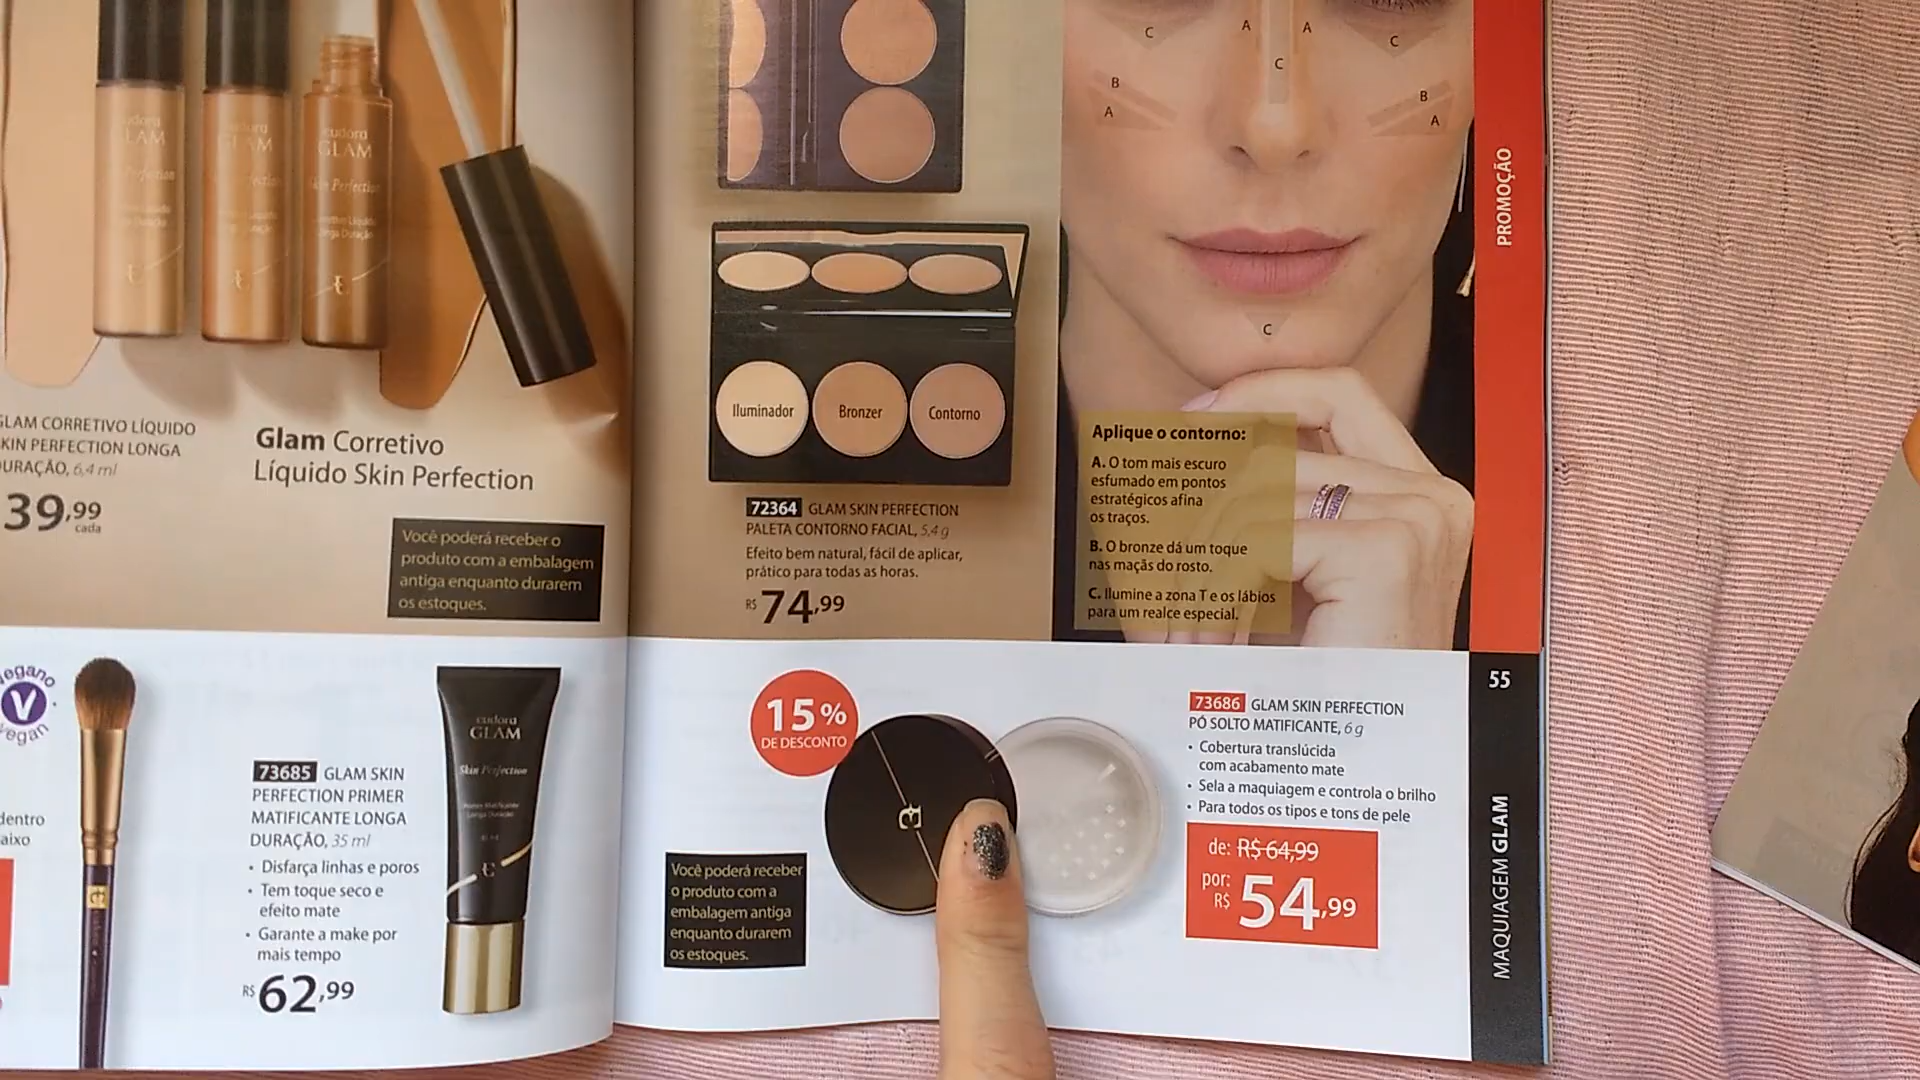 eudora
GLAM
Skin Perfection
GLAM CORRETIVO LÍQUIDO
SKIN PERFECTION LONGA
DURAÇÃO, 6,4 ml
39,99
cada
Glam Corretivo
Líquido Skin Perfection
Você poderá receber o
produto com a embalagem
antiga enquanto durarem
os estoques.
vegano
V
vegan
dentro
73685 GLAM SKIN
PERFECTION PRIMER
MATIFICANTE LONGA
DURAÇÃO, 35 ml
• Disfarça linhas e poros
• Tem toque seco e
efeito mate
• Garante a make por
mais tempo
R$ 62,99
eudora
GLAM
Skin Perfection
Iluminador
Bronzer
Contorno
72364 GLAM SKIN PERFECTION
PALETA CONTORNO FACIAL, 5,4 g
Efeito bem natural, fácil de aplicar,
prático para todas as horas.
R$ 74,99
C A A C
C
B B
A A
C
Aplique o contorno:
A. O tom mais escuro
esfumado em pontos
estratégicos afina
os traços.
B. O bronze dá um toque
nas maçãs do rosto.
C. Ilumine a zona T e os lábios
para um realce especial.
PROMOÇÃO
15%
DE DESCONTO
Você poderá receber
o produto com a
embalagem antiga
enquanto durarem
os estoques.
73686 GLAM SKIN PERFECTION
PÓ SOLTO MATIFICANTE, 6 g
• Cobertura translúcida
com acabamento mate
• Sela a maquiagem e controla o brilho
• Para todos os tipos e tons de pele
de: R$ 64,99
por:
R$ 54,99
55
MAQUIAGEM GLAM